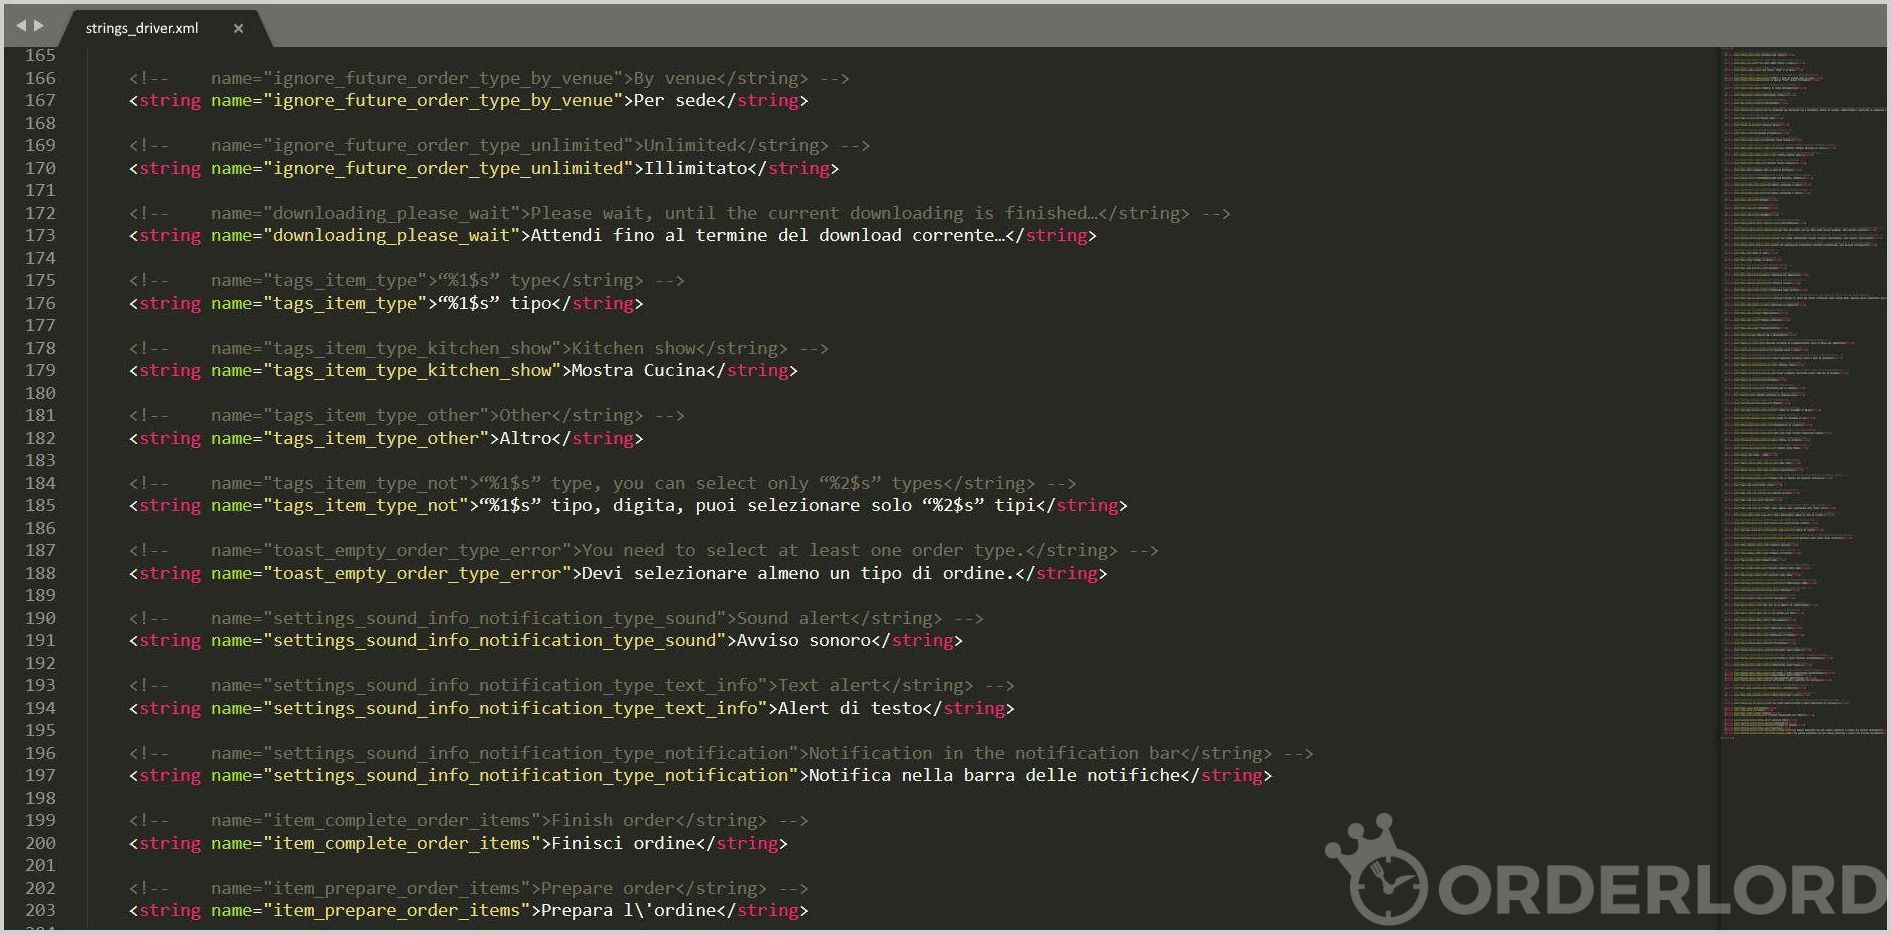 strings_driver.xml ×
165
166 <!--    name="ignore_future_order_type_by_venue">By venue</string> -->
167 <string name="ignore_future_order_type_by_venue">Per sede</string>
168
169 <!--    name="ignore_future_order_type_unlimited">Unlimited</string> -->
170 <string name="ignore_future_order_type_unlimited">Illimitato</string>
171
172 <!--    name="downloading_please_wait">Please wait, until the current downloading is finished…</string> -->
173 <string name="downloading_please_wait">Attendi fino al termine del download corrente…</string>
174
175 <!--    name="tags_item_type">“%1$s” type</string> -->
176 <string name="tags_item_type">“%1$s” tipo</string>
177
178 <!--    name="tags_item_type_kitchen_show">Kitchen show</string> -->
179 <string name="tags_item_type_kitchen_show">Mostra Cucina</string>
180
181 <!--    name="tags_item_type_other">Other</string> -->
182 <string name="tags_item_type_other">Altro</string>
183
184 <!--    name="tags_item_type_not">“%1$s” type, you can select only “%2$s” types</string> -->
185 <string name="tags_item_type_not">“%1$s” tipo, digita, puoi selezionare solo “%2$s” tipi</string>
186
187 <!--    name="toast_empty_order_type_error">You need to select at least one order type.</string> -->
188 <string name="toast_empty_order_type_error">Devi selezionare almeno un tipo di ordine.</string>
189
190 <!--    name="settings_sound_info_notification_type_sound">Sound alert</string> -->
191 <string name="settings_sound_info_notification_type_sound">Avviso sonoro</string>
192
193 <!--    name="settings_sound_info_notification_type_text_info">Text alert</string> -->
194 <string name="settings_sound_info_notification_type_text_info">Alert di testo</string>
195
196 <!--    name="settings_sound_info_notification_type_notification">Notification in the notification bar</string> -->
197 <string name="settings_sound_info_notification_type_notification">Notifica nella barra delle notifiche</string>
198
199 <!--    name="item_complete_order_items">Finish order</string> -->
200 <string name="item_complete_order_items">Finisci ordine</string>
201
202 <!--    name="item_prepare_order_items">Prepare order</string> -->
203 <string name="item_prepare_order_items">Prepara l\'ordine</string>
ORDERLORD